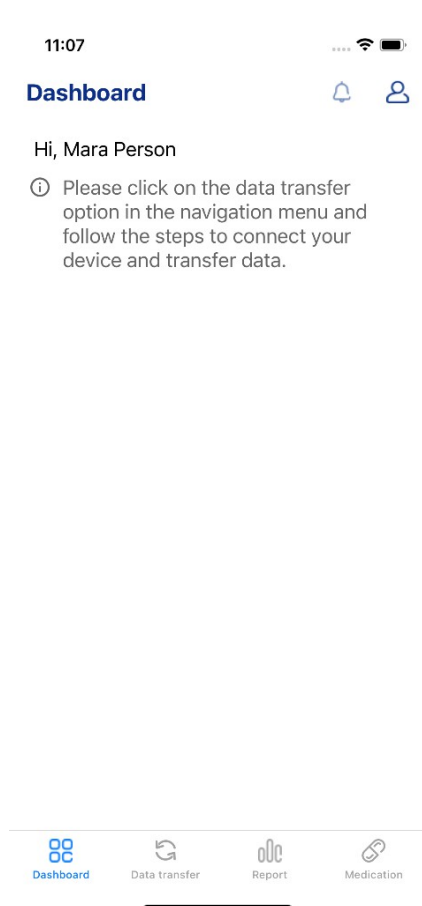 11:07
Dashboard
Hi, Mara Person
Please click on the data transfer
option in the navigation menu and
follow the steps to connect your
device and transfer data.
Dashboard
Data transfer
Report
Medication